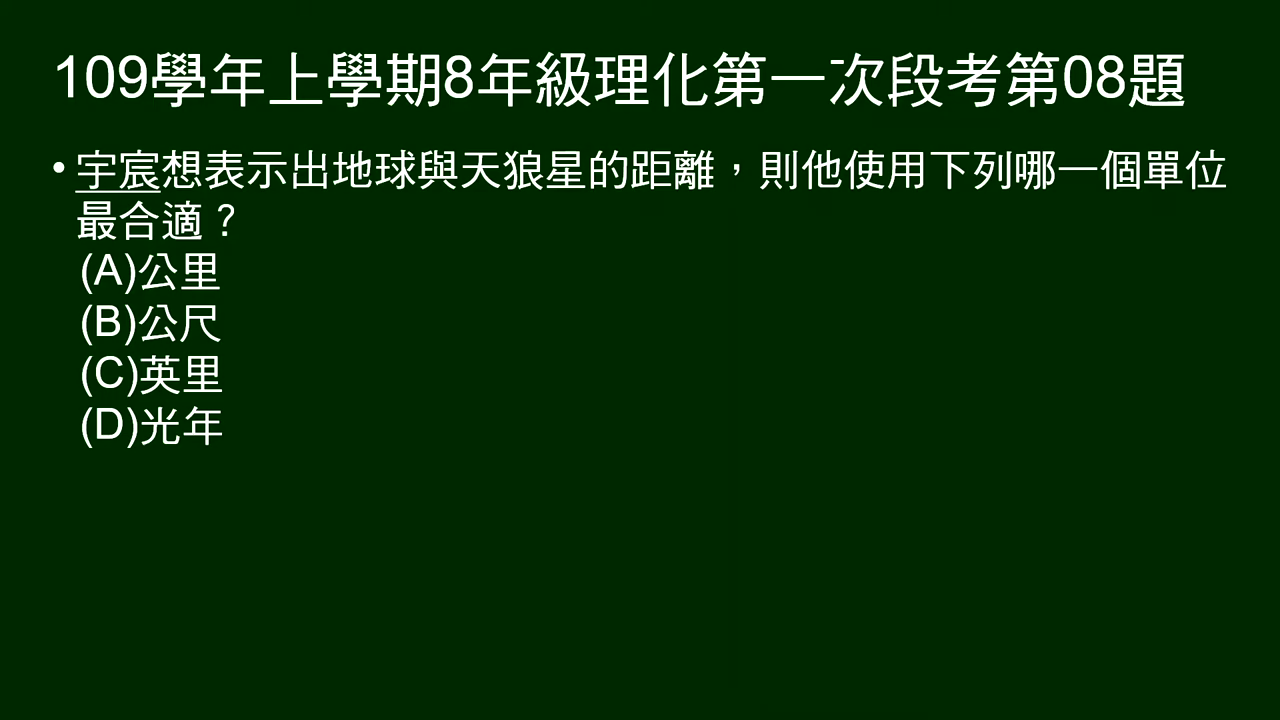 109學年上學期8年級理化第一次段考第08題
• 宇宸想表示出地球與天狼星的距離，則他使用下列哪一個單位
最合適？
(A)公里
(B)公尺
(C)英里
(D)光年